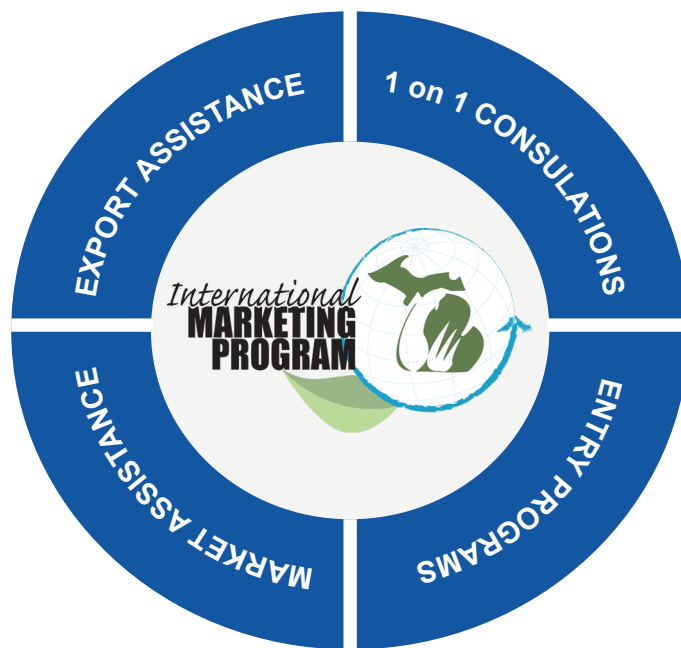 EXPORT ASSISTANCE
1 on 1 CONSULATIONS
International
MARKETING
PROGRAM
MARKET ASSISTANCE
ENTRY PROGRAMS